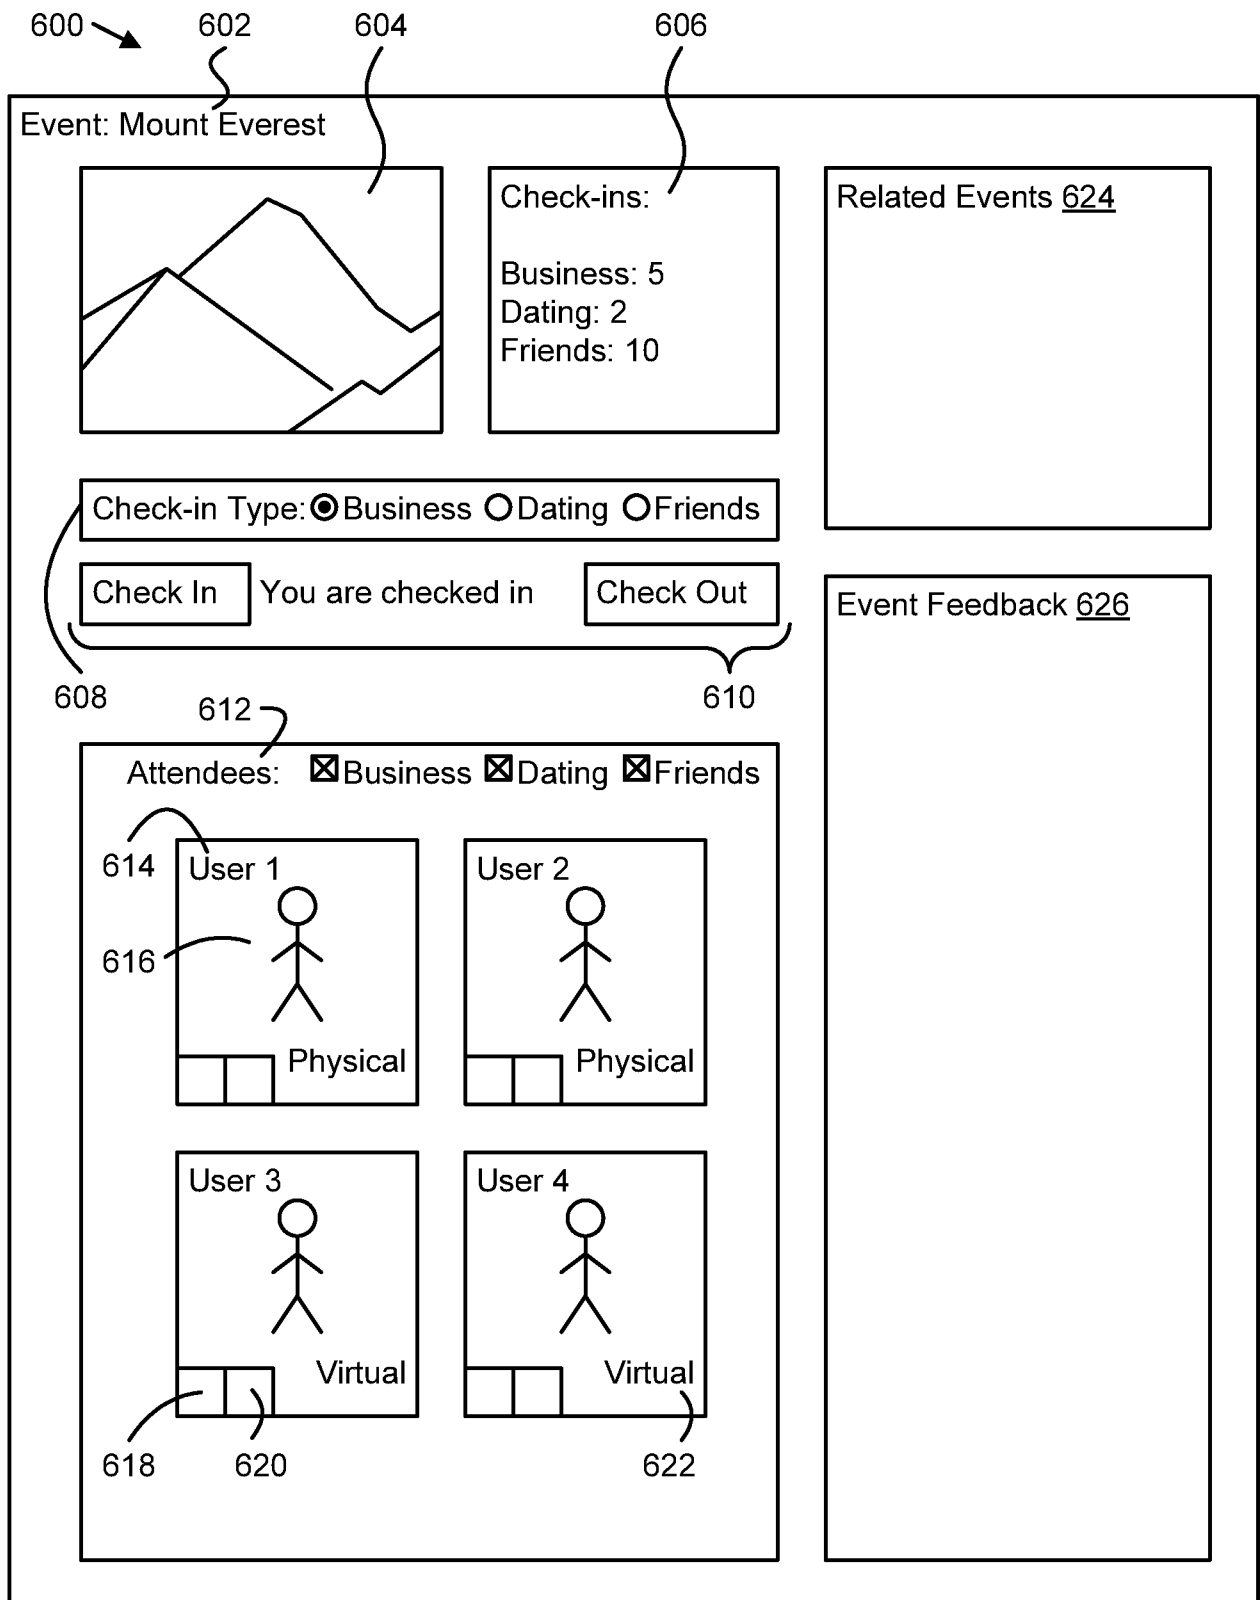 600 602 604 606
Event: Mount Everest
Check-ins:
Business: 5
Dating: 2
Friends: 10
Related Events 624
Check-in Type: Business Dating Friends
Check In You are checked in Check Out
608 610
Event Feedback 626
612
Attendees: Business Dating Friends
614
User 1
616
Physical
User 2
Physical
User 3
Virtual
User 4
Virtual
618 620 622